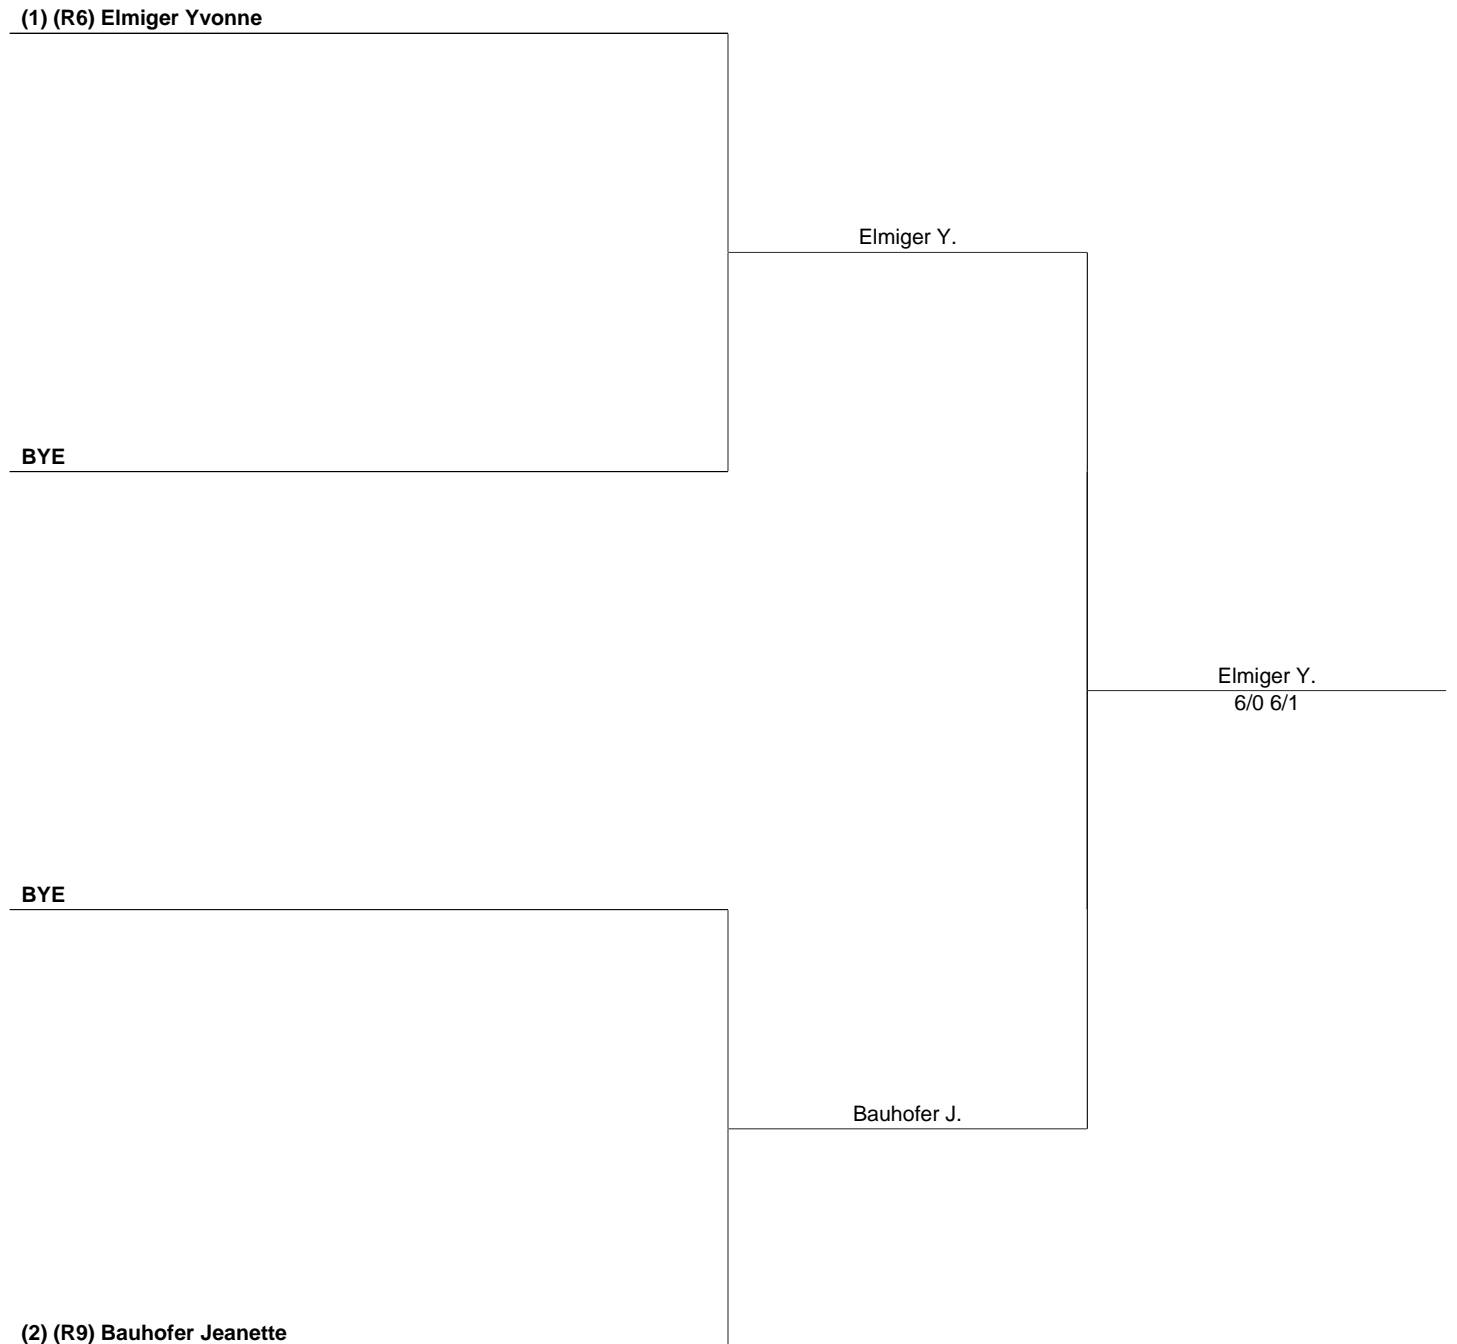 (1) (R6) Elmiger Yvonne
Elmiger Y.
BYE
Elmiger Y.
6/0 6/1
BYE
Bauhofer J.
(2) (R9) Bauhofer Jeanette